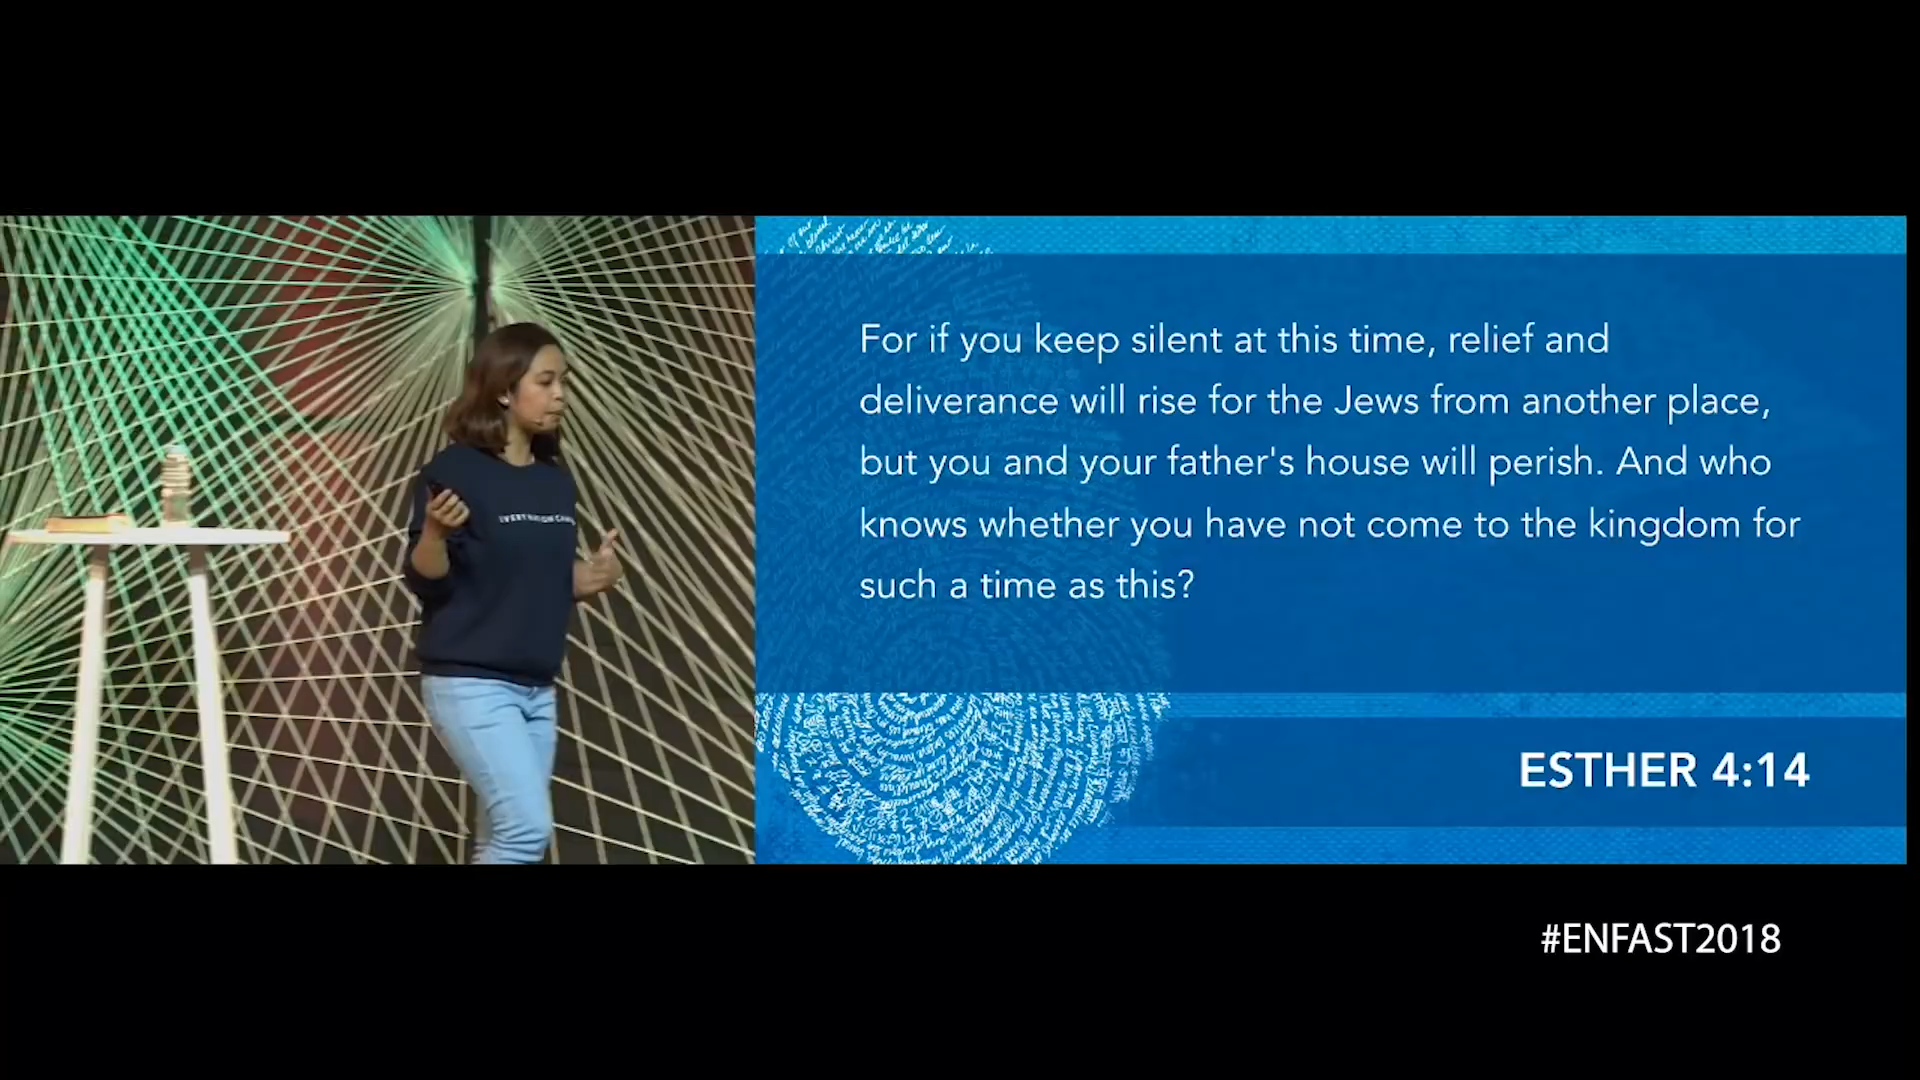 For if you keep silent at this time, relief and
deliverance will rise for the Jews from another place,
but you and your father's house will perish. And who
knows whether you have not come to the kingdom for
such a time as this?
ESTHER 4:14
#ENFAST2018